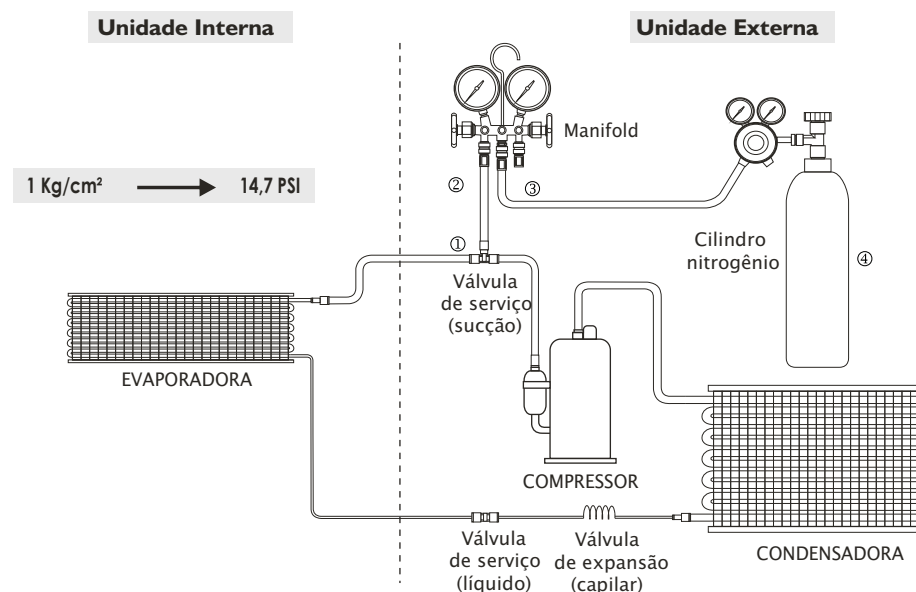 Unidade Interna
Unidade Externa
Manifold
②
③
1 Kg/cm² 14,7 PSI
①
Cilindro
nitrogênio
④
Válvula
de serviço
(sucção)
EVAPORADORA
COMPRESSOR
Válvula
de serviço
(líquido)
Válvula
de expansão
(capilar)
CONDENSADORA